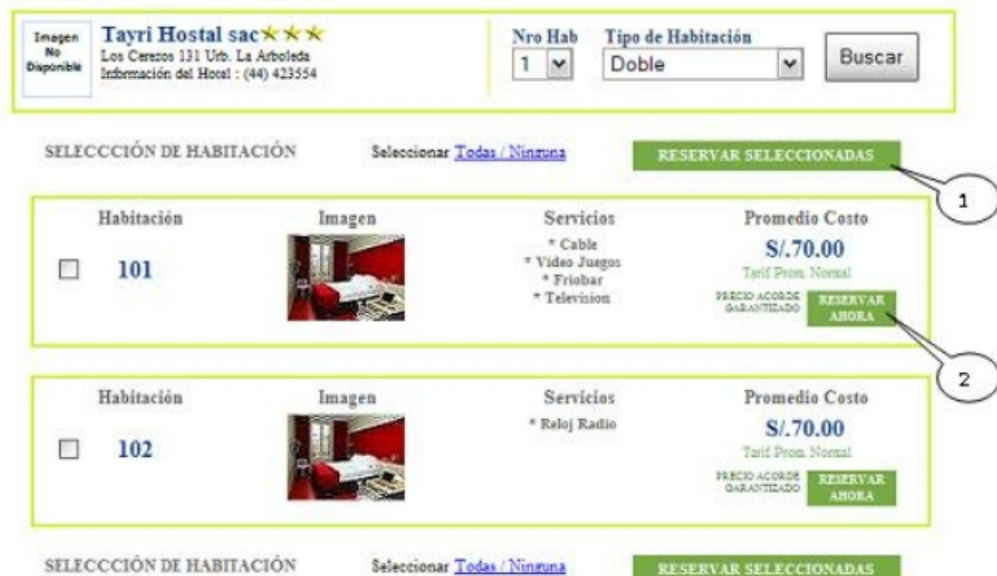 Imagen
No
Disponible
Tayri Hostal sac
Los Cerezos 131 Urb. La Arboleda
Información del Hotel : (44) 423554
Nro Hab
1
Tipo de Habitación
Doble
Buscar
SELECCCIÓN DE HABITACIÓN
Seleccionar Todas / Ninguna
RESERVAR SELECCIONADAS
1
Habitación
Imagen
Servicios
Promedio Costo
101
* Cable
* Video Juegos
* Friobar
* Television
S/.70.00
Tarif Prom. Normal
PRECIO ACORDE
GARANTIZADO
RESERVAR
AHORA
2
Habitación
Imagen
Servicios
Promedio Costo
102
* Reloj Radio
S/.70.00
Tarif Prom. Normal
PRECIO ACORDE
GARANTIZADO
RESERVAR
AHORA
SELECCCIÓN DE HABITACIÓN
Seleccionar Todas / Ninguna
RESERVAR SELECCIONADAS